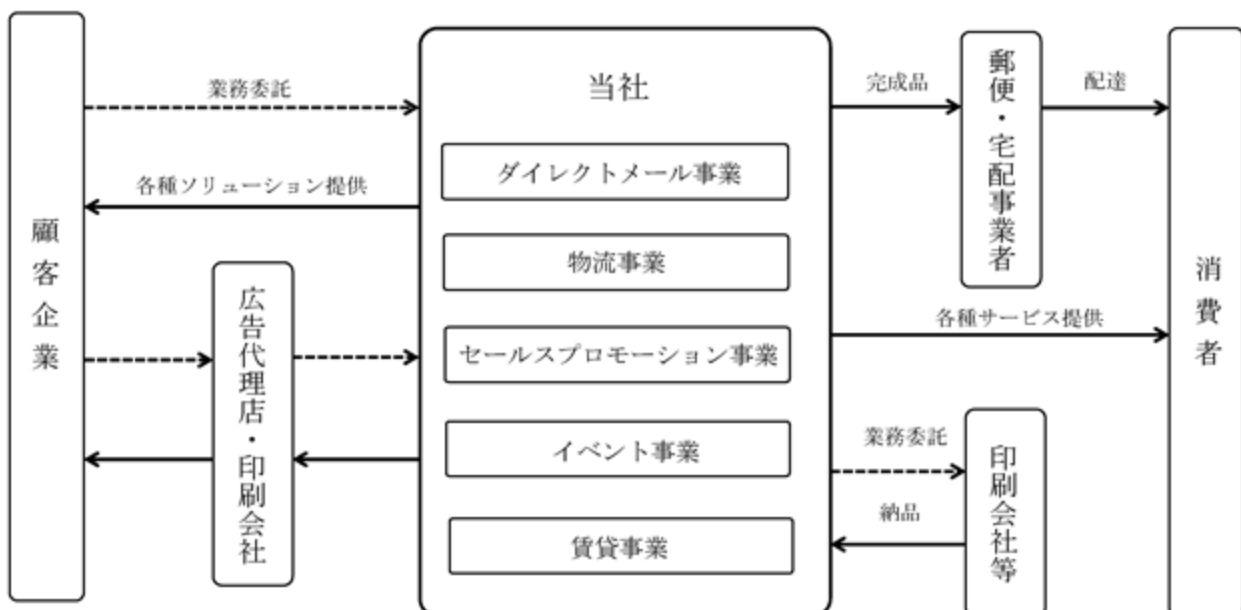 顧客企業
業務委託
各種ソリューション提供
広告代理店・印刷会社
当社
ダイレクトメール事業
物流事業
セールスプロモーション事業
イベント事業
賃貸事業
完成品
郵便・宅配事業者
配達
各種サービス提供
業務委託
納品
印刷会社等
消費者